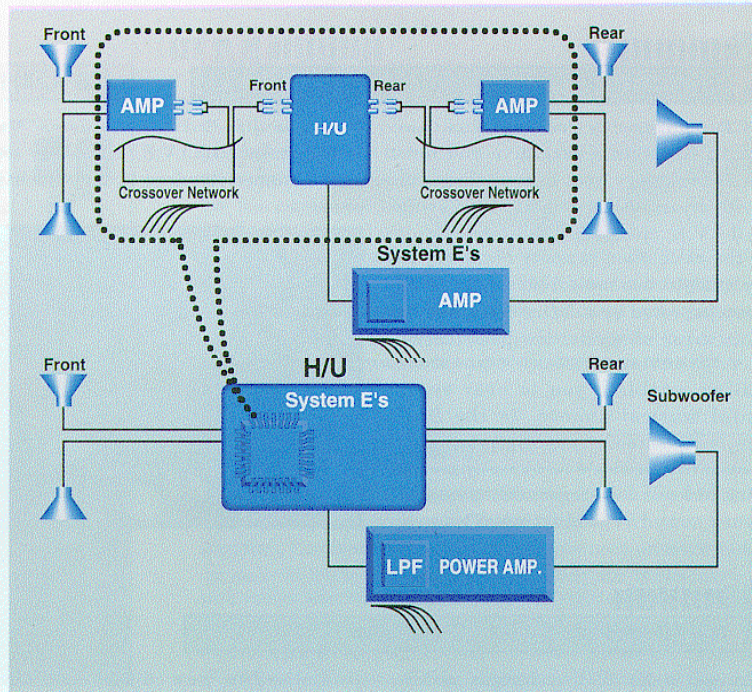 Front
Rear
AMP
Front
H/U
Rear
AMP
Crossover Network
Crossover Network
System E's
AMP
H/U
System E's
Front
Rear
Subwoofer
LPF
POWER AMP.